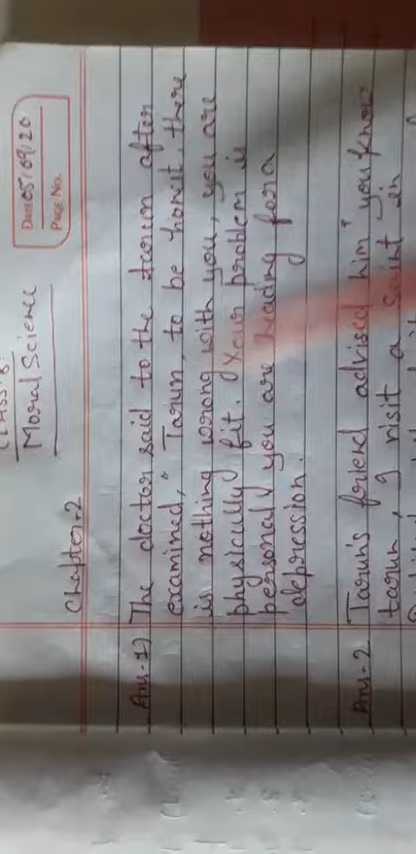 CLASS-8
Moral Science
DATE 05/09/20
PAGE NO.
Chapter-2
Ans-1) The doctor said to the tarun after
examined, "Tarun, to be honest, there
is nothing wrong with you, you are
physically fit. Your problem is
personal you are heading for a
depression.
Ans-2 Tarun's friend advised him "you know
tarun, I visit a saint in